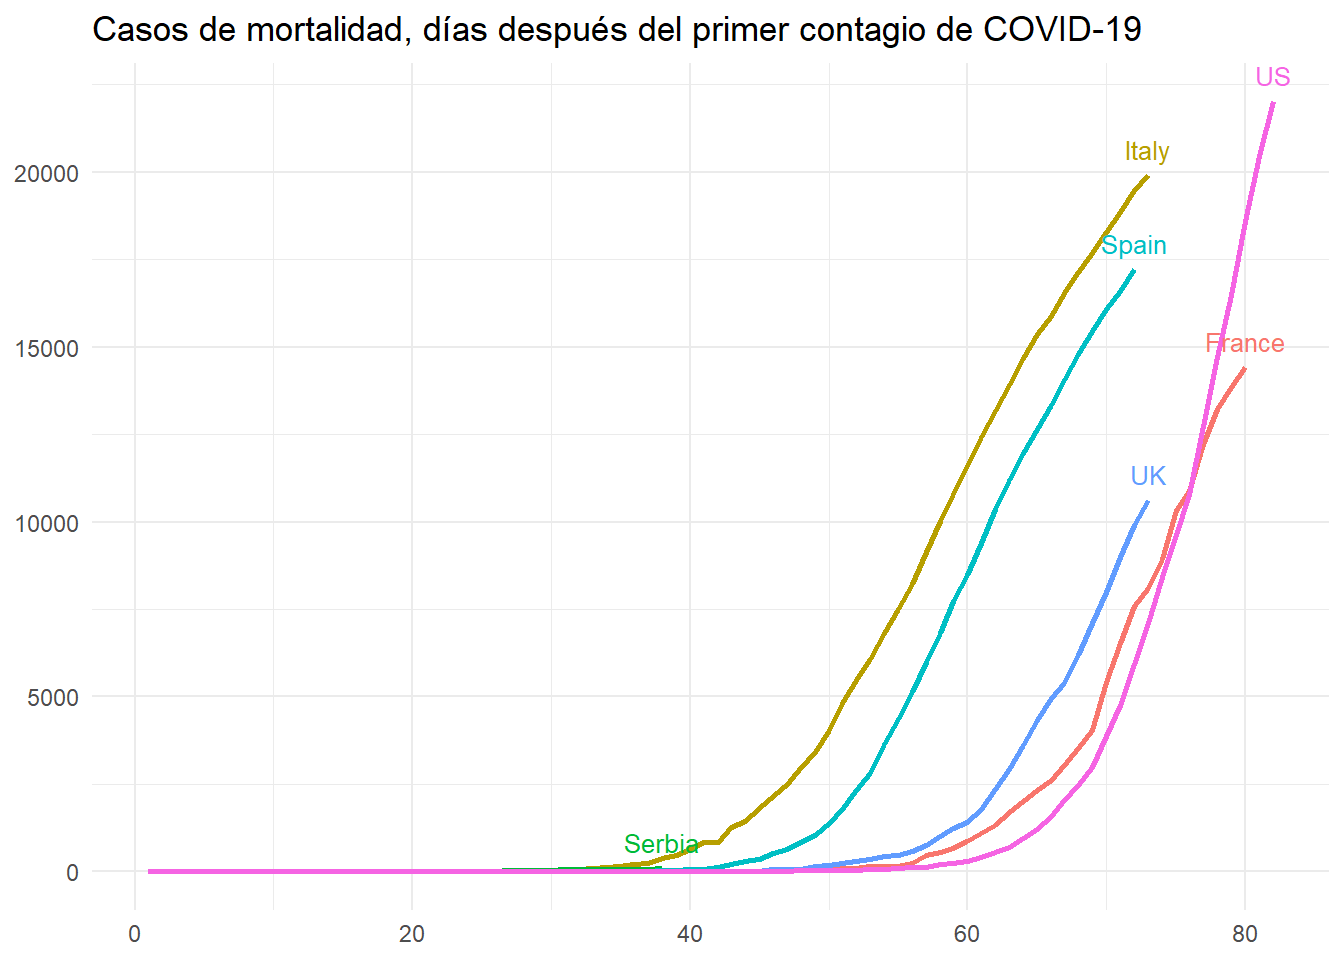 Casos de mortalidad, días después del primer contagio de COVID-19
US
Italy
20000
Spain
15000
France
UK
10000
5000
Serbia
0
0 20 40 60 80